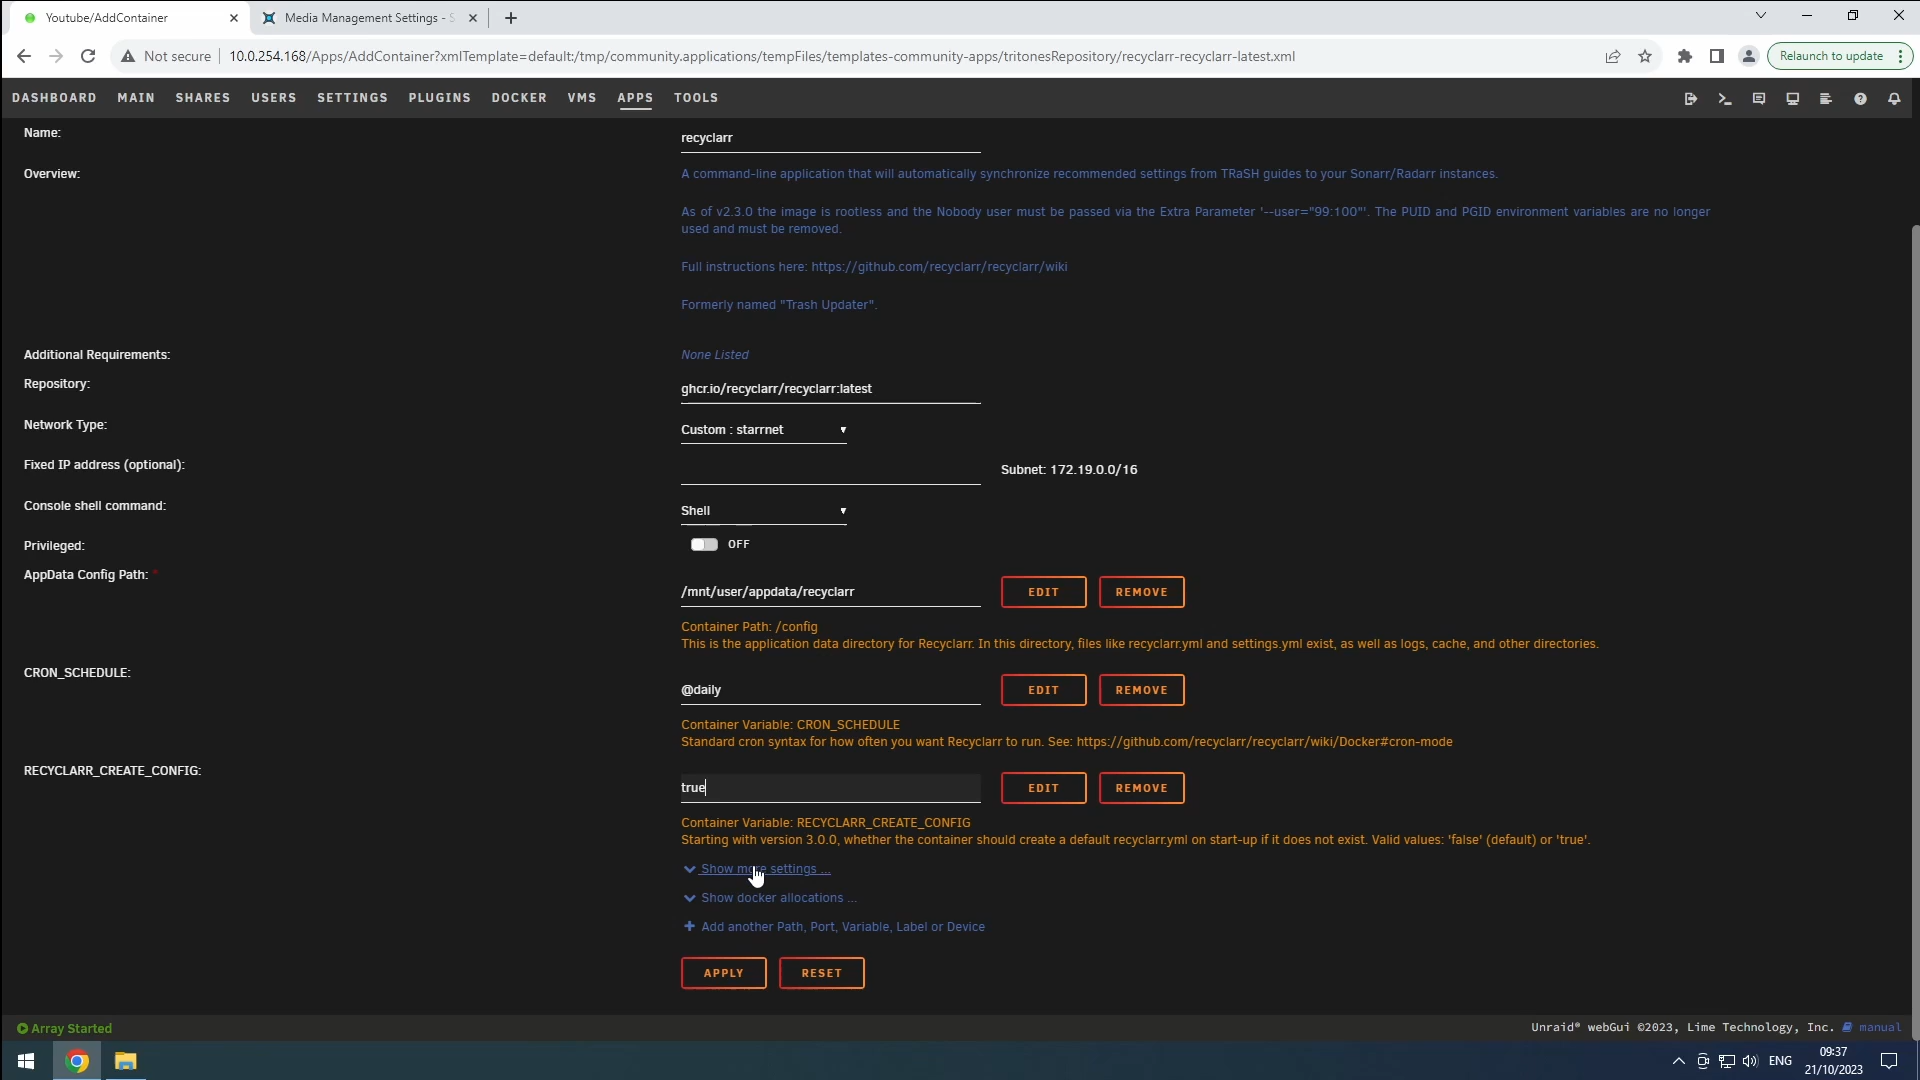 Youtube/AddContainer
Media Management Settings - S
Not secure
10.0.254.168/Apps/AddContainer?xmlTemplate=default:/tmp/community.applications/tempFiles/templates-community-apps/tritonesRepository/recyclarr-recyclarr-latest.xml
Relaunch to update
DASHBOARD MAIN SHARES USERS SETTINGS PLUGINS DOCKER VMS APPS TOOLS
Name:
recyclarr
Overview:
A command-line application that will automatically synchronize recommended settings from TRaSH guides to your Sonarr/Radarr instances.
As of v2.3.0 the image is rootless and the Nobody user must be passed via the Extra Parameter '--user="99:100"'. The PUID and PGID environment variables are no longer
used and must be removed.
Full instructions here: https://github.com/recyclarr/recyclarr/wiki
Formerly named "Trash Updater".
Additional Requirements:
None Listed
Repository:
ghcr.io/recyclarr/recyclarr:latest
Network Type:
Custom : starrnet
Fixed IP address (optional):
Subnet: 172.19.0.0/16
Console shell command:
Shell
Privileged:
OFF
AppData Config Path: *
/mnt/user/appdata/recyclarr
EDIT
REMOVE
Container Path: /config
This is the application data directory for Recyclarr. In this directory, files like recyclarr.yml and settings.yml exist, as well as logs, cache, and other directories.
CRON_SCHEDULE:
@daily
EDIT
REMOVE
Container Variable: CRON_SCHEDULE
Standard cron syntax for how often you want Recyclarr to run. See: https://github.com/recyclarr/recyclarr/wiki/Docker#cron-mode
RECYCLARR_CREATE_CONFIG:
true
EDIT
REMOVE
Container Variable: RECYCLARR_CREATE_CONFIG
Starting with version 3.0.0, whether the container should create a default recyclarr.yml on start-up if it does not exist. Valid values: 'false' (default) or 'true'.
Show more settings ...
Show docker allocations ...
Add another Path, Port, Variable, Label or Device
APPLY
RESET
Array Started
Unraid® webGui ©2023, Lime Technology, Inc. manual
ENG
09:37
21/10/2023